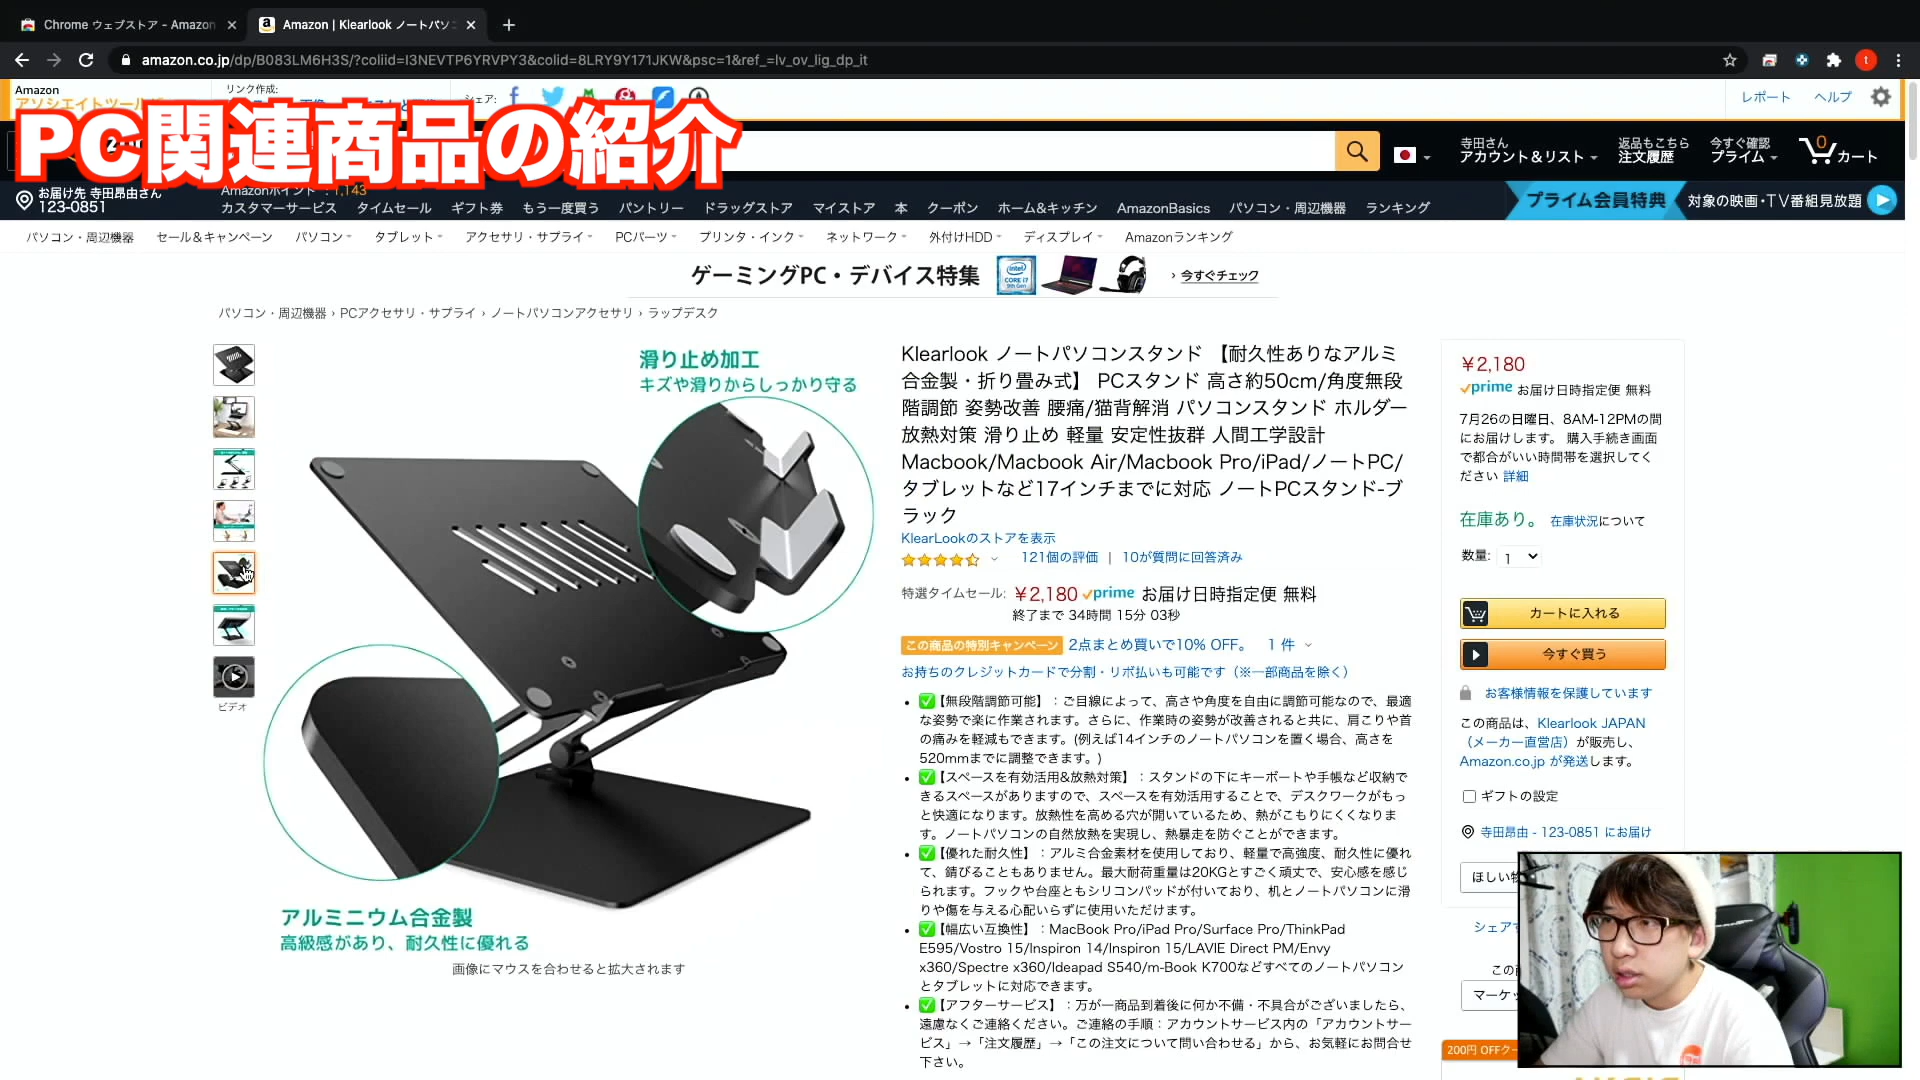 Chrome ウェブストア - Amazon
Amazon | Klearlook ノートパソコ
amazon.co.jp/dp/B083LM6H3S/?coliid=I3NEVTP6YRVPY3&colid=8LRY9Y171JKW&psc=1&ref_=lv_ov_lig_dp_it
Amazon
リンク作成:
シェア:
レポート
ヘルプ
PC関連商品の紹介
寺田さん
アカウント＆リスト
返品もこちら
注文履歴
今すぐ確認
プライム
0
カート
お届け先 寺田昂由さん
123-0851
Amazonポイント：1,143
カスタマーサービス タイムセール ギフト券 もう一度買う パントリー ドラッグストア マイストア 本 クーポン ホーム&キッチン AmazonBasics パソコン・周辺機器 ランキング
プライム会員特典 対象の映画・TV番組見放題
パソコン・周辺機器 セール&キャンペーン パソコン タブレット アクセサリ・サプライ PCパーツ プリンタ・インク ネットワーク 外付けHDD ディスプレイ Amazonランキング
ゲーミングPC・デバイス特集
intel CORE i7
› 今すぐチェック
パソコン・周辺機器 › PCアクセサリ・サプライ › ノートパソコンアクセサリ › ラップデスク
滑り止め加工
キズや滑りからしっかり守る
アルミニウム合金製
高級感があり、耐久性に優れる
画像にマウスを合わせると拡大されます
ビデオ
Klearlook ノートパソコンスタンド 【耐久性ありなアルミ
合金製・折り畳み式】 PCスタンド 高さ約50cm/角度無段
階調節 姿勢改善 腰痛/猫背解消 パソコンスタンド ホルダー
放熱対策 滑り止め 軽量 安定性抜群 人間工学設計
Macbook/Macbook Air/Macbook Pro/iPad/ノートPC/
タブレットなど17インチまでに対応 ノートPCスタンド-ブ
ラック
KlearLookのストアを表示
121個の評価 | 10が質問に回答済み
特選タイムセール: ￥2,180 prime お届け日時指定便 無料
終了まで 34時間 15分 03秒
この商品の特別キャンペーン 2点まとめ買いで10% OFF。 1 件
お持ちのクレジットカードで分割・リボ払いも可能です（※一部商品を除く）
• ✅【無段階調節可能】：ご目線によって、高さや角度を自由に調節可能なので、最適
な姿勢で楽に作業されます。さらに、作業時の姿勢が改善されると共に、肩こりや首
の痛みを軽減もできます。(例えば14インチのノートパソコンを置く場合、高さを
520mmまでに調整できます。)
• ✅【スペースを有効活用&放熱対策】：スタンドの下にキーボートや手帳など収納で
きるスペースがありますので、スペースを有効活用することで、デスクワークがもっ
と快適になります。放熱性を高める穴が開いているため、熱がこもりにくくなりま
す。ノートパソコンの自然放熱を実現し、熱暴走を防ぐことができます。
• ✅【優れた耐久性】：アルミ合金素材を使用しており、軽量で高強度、耐久性に優れ
て、錆びることもありません。最大耐荷重量は20KGとすごく頑丈で、安心感を感じ
られます。フックや台座ともシリコンパッドが付いており、机とノートパソコンに滑
りや傷を与える心配いらずに使用いただけます。
• ✅【幅広い互換性】：MacBook Pro/iPad Pro/Surface Pro/ThinkPad
E595/Vostro 15/Inspiron 14/Inspiron 15/LAVIE Direct PM/Envy
x360/Spectre x360/Ideapad S540/m-Book K700などすべてのノートパソコン
とタブレットに対応できます。
• ✅【アフターサービス】：万が一商品到着後に何か不備・不具合がございましたら、
遠慮なくご連絡ください。ご連絡の手順：アカウントサービス内の「アカウントサー
ビス」→「注文履歴」→「この注文について問い合わせる」から、お気軽にお問合せ
下さい。
￥2,180
prime お届け日時指定便 無料
7月26の日曜日、8AM-12PMの間
にお届けします。 購入手続き画面
で都合がいい時間帯を選択してく
ださい 詳細
在庫あり。 在庫状況について
数量: 1
カートに入れる
今すぐ買う
お客様情報を保護しています
この商品は、Klearlook JAPAN
（メーカー直営店）が販売し、
Amazon.co.jp が発送します。
ギフトの設定
寺田昂由 - 123-0851 にお届け
ほしい
シェア
この
マーケッ
200円 OFFクー